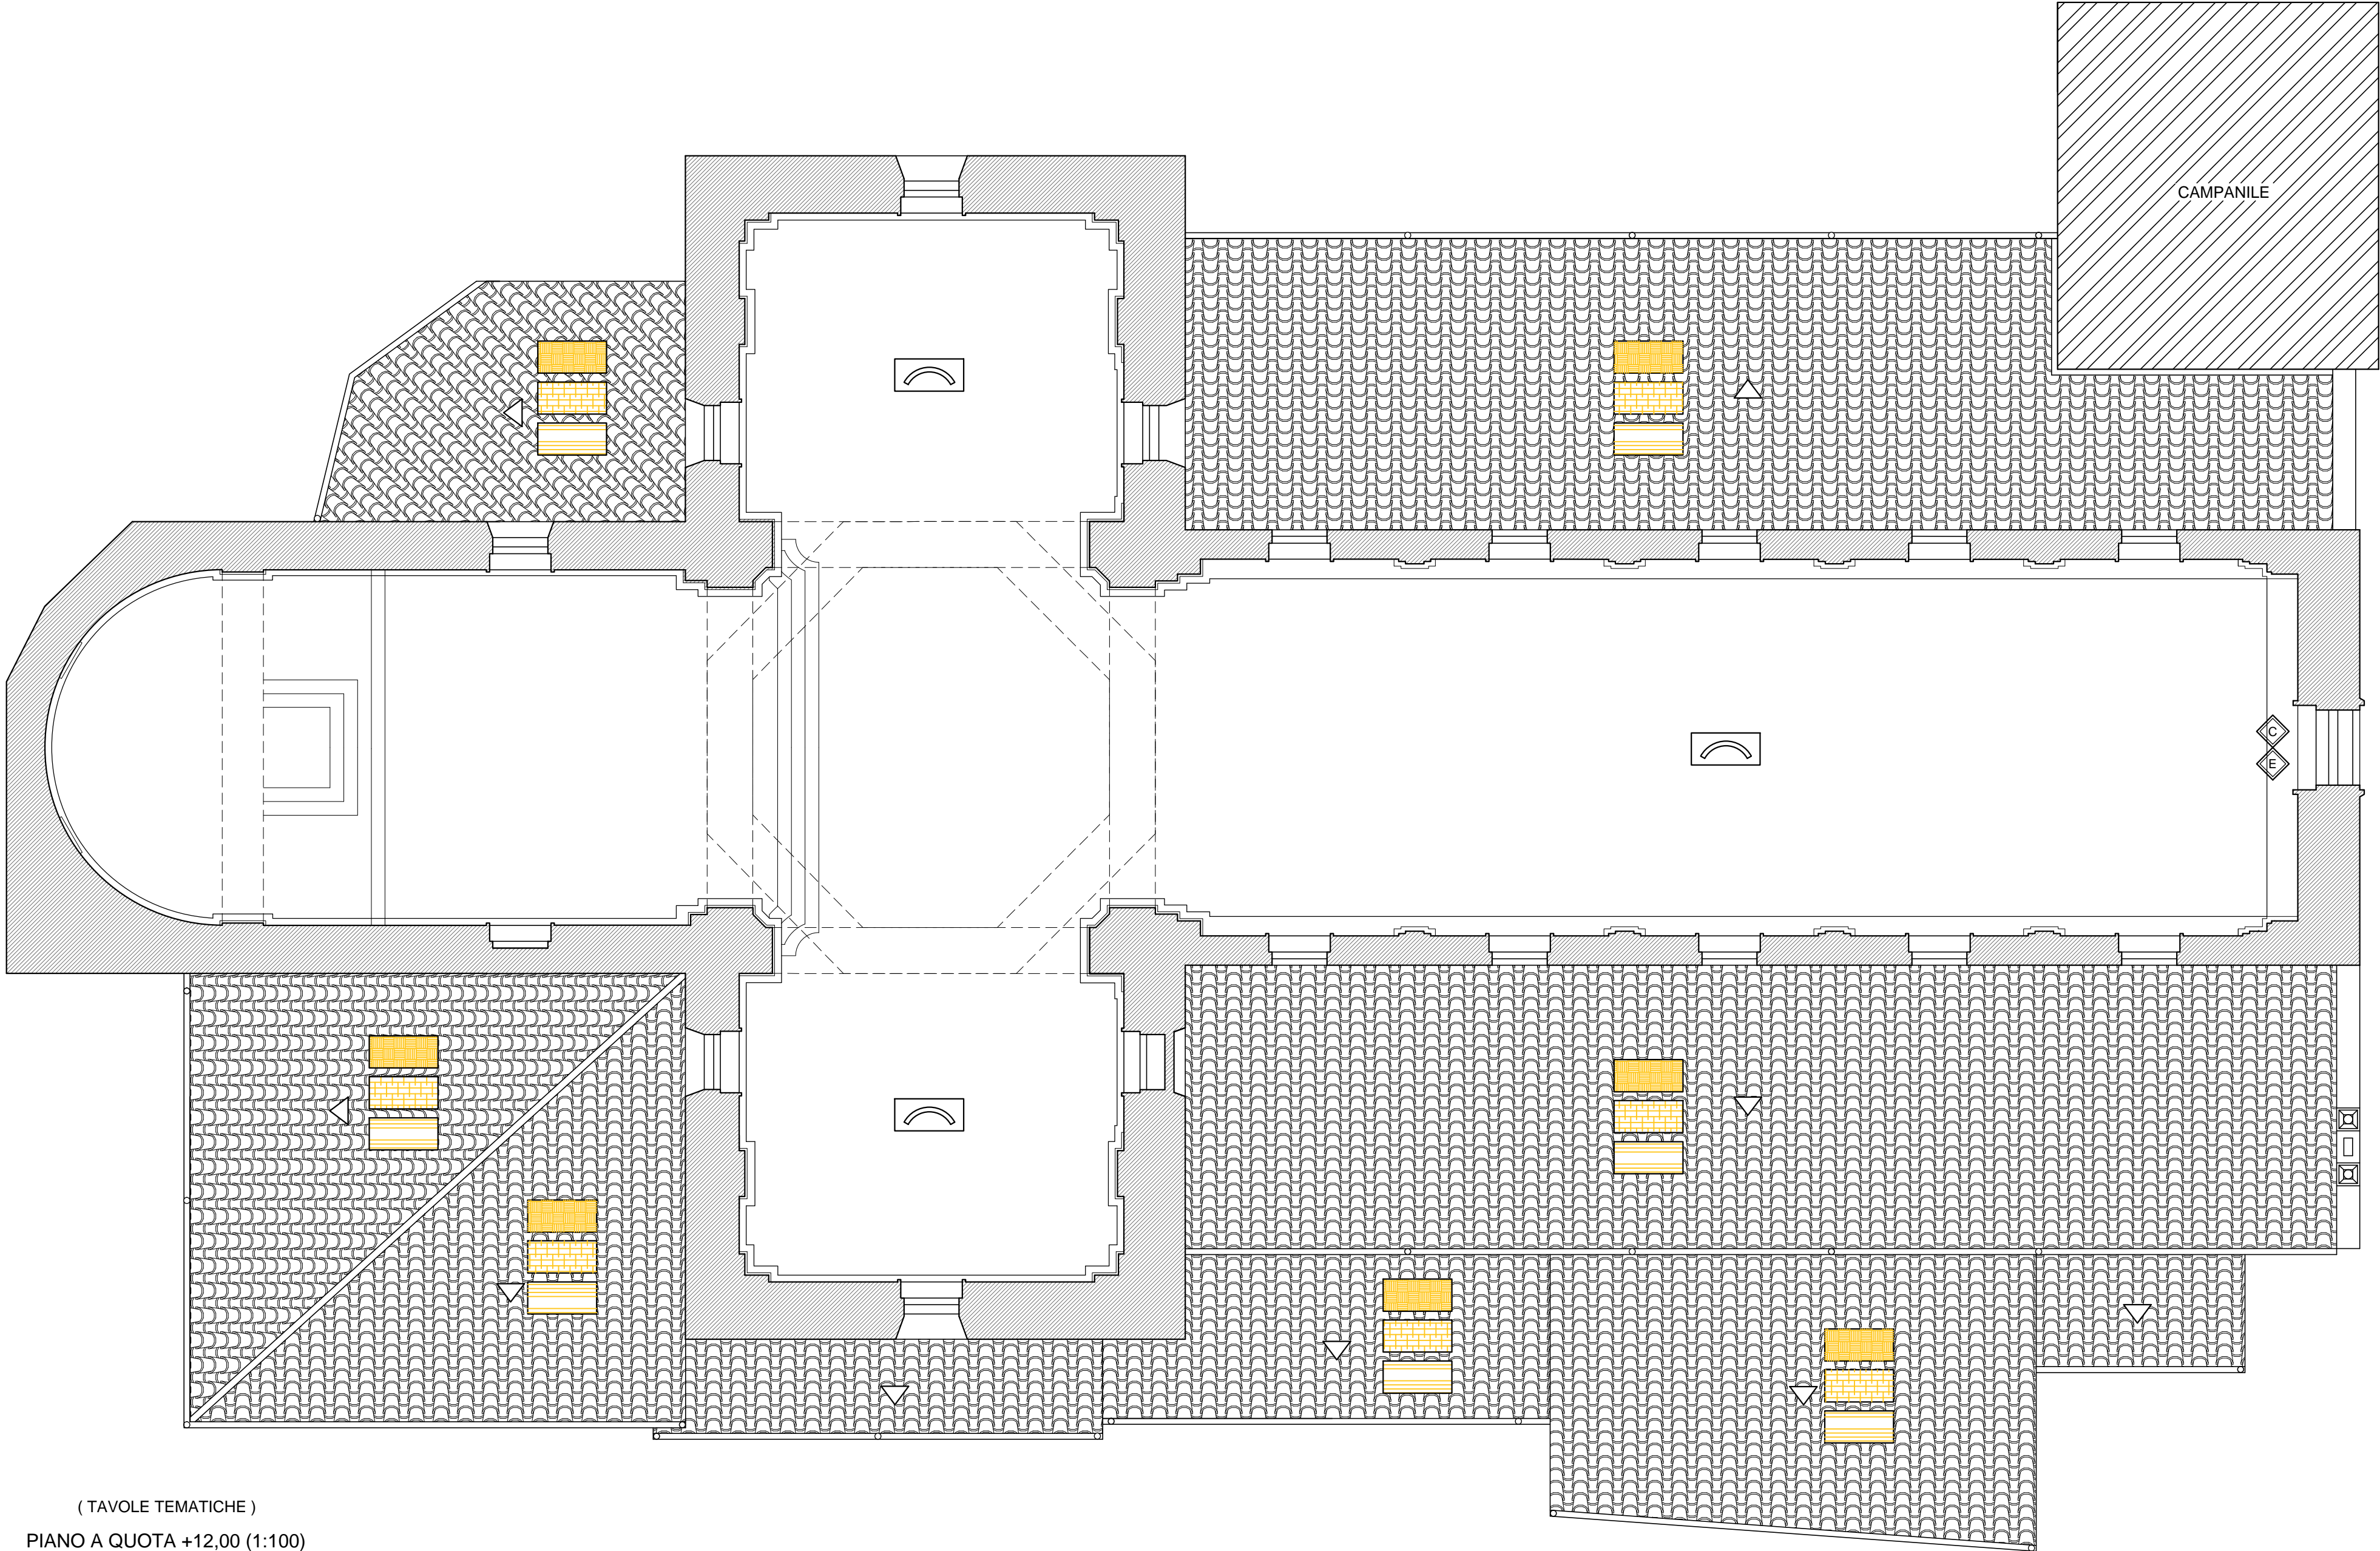 CAMPANILE
C
E
( TAVOLE TEMATICHE )
PIANO A QUOTA +12,00 (1:100)